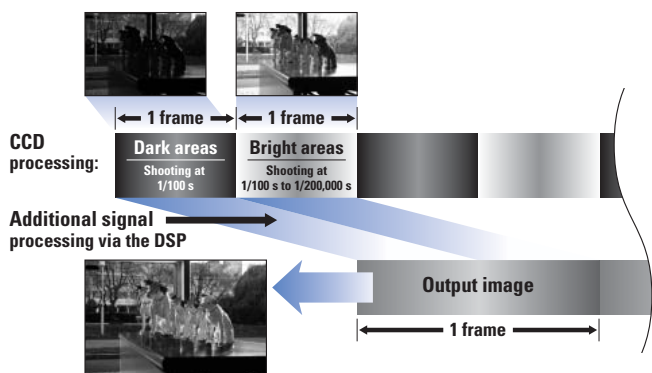 1 frame
1 frame
CCD
processing:
Dark areas
Shooting at
1/100 s
Bright areas
Shooting at
1/100 s to 1/200,000 s
Additional signal
processing via the DSP
Output image
1 frame